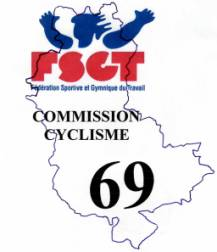 FSGT
Fédération Sportive et Gymnique du Travail
COMMISSION
CYCLISME
69